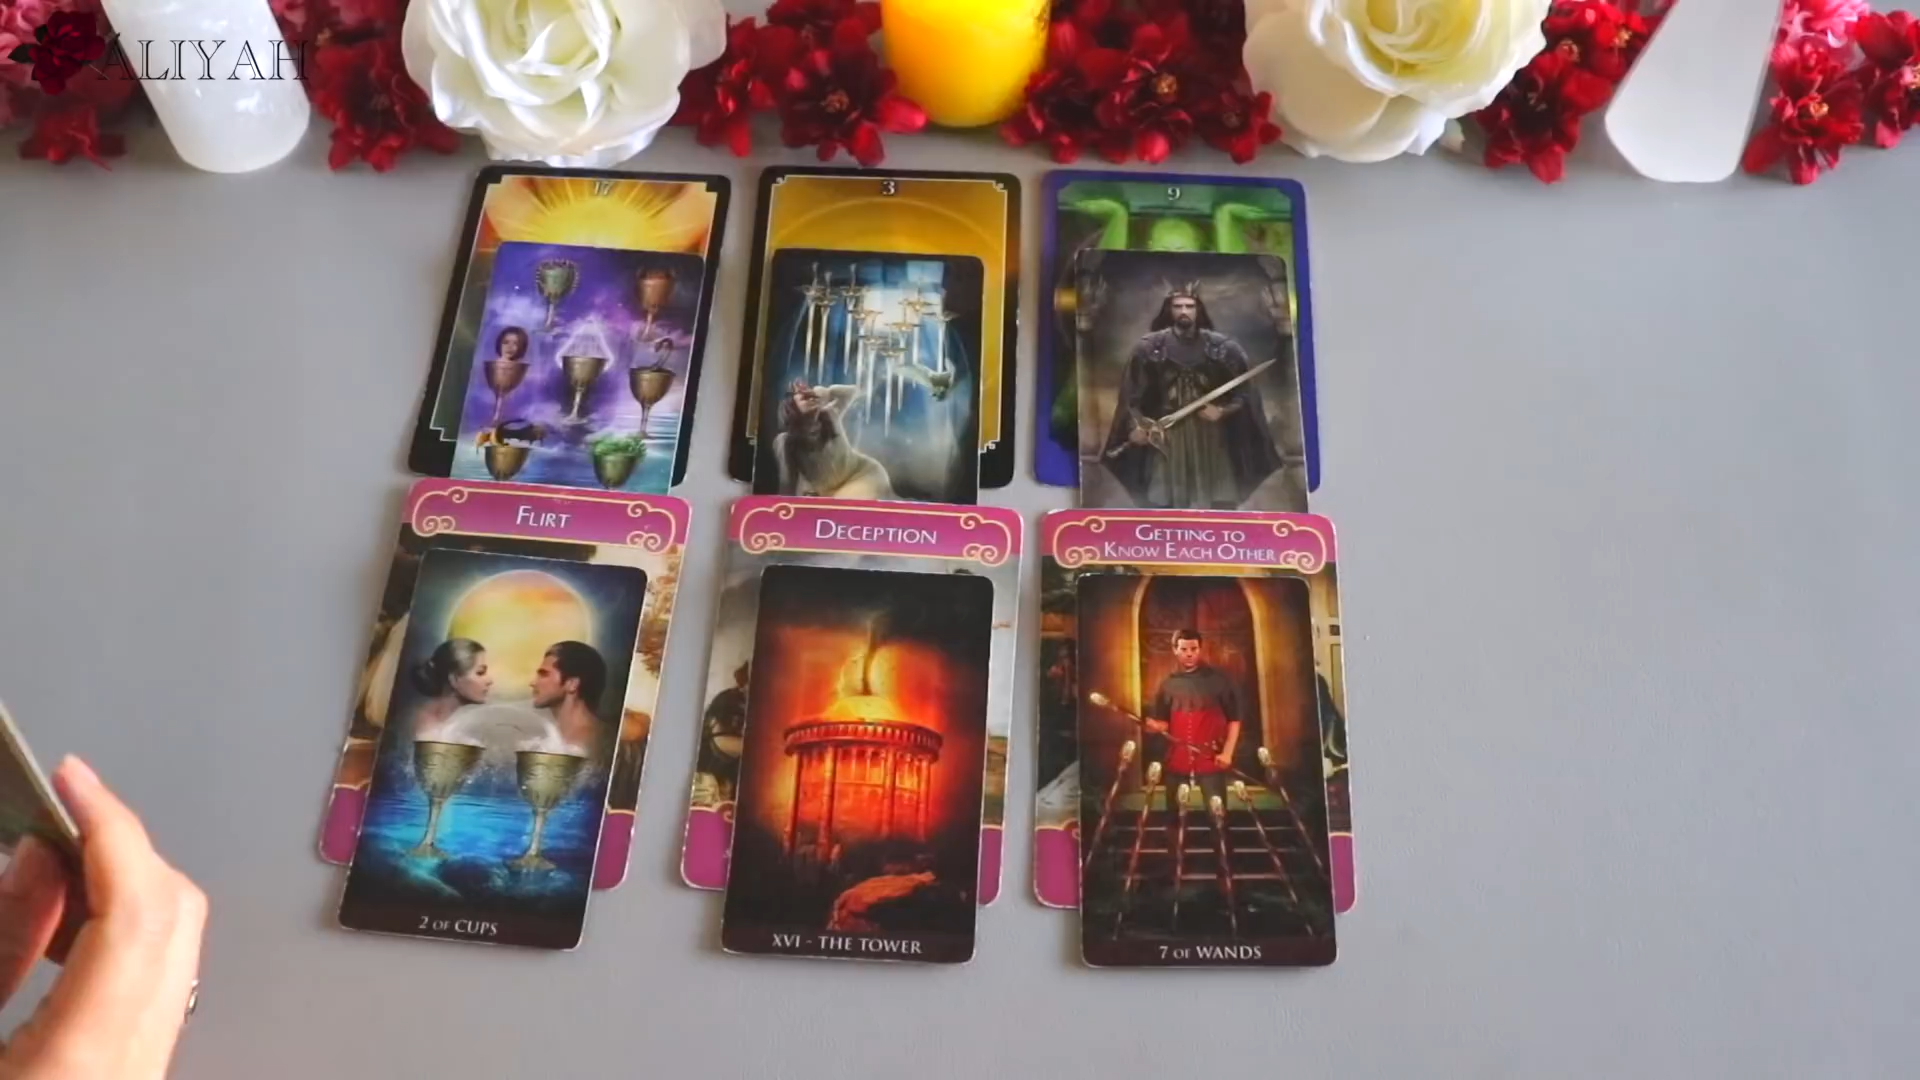 ALIYAH
17
3
9
FLIRT
DECEPTION
GETTING TO
KNOW EACH OTHER
2 OF CUPS
XVI - THE TOWER
7 OF WANDS